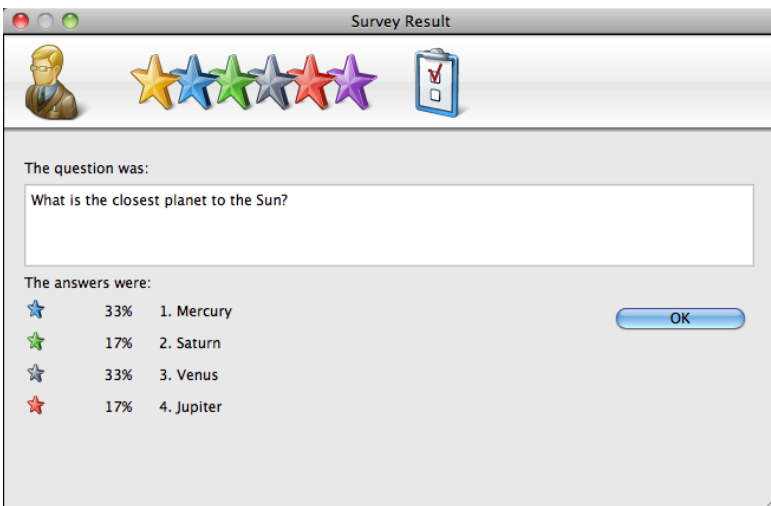 Survey Result
The question was:
What is the closest planet to the Sun?
The answers were:
33% 1. Mercury
OK
17% 2. Saturn
33% 3. Venus
17% 4. Jupiter